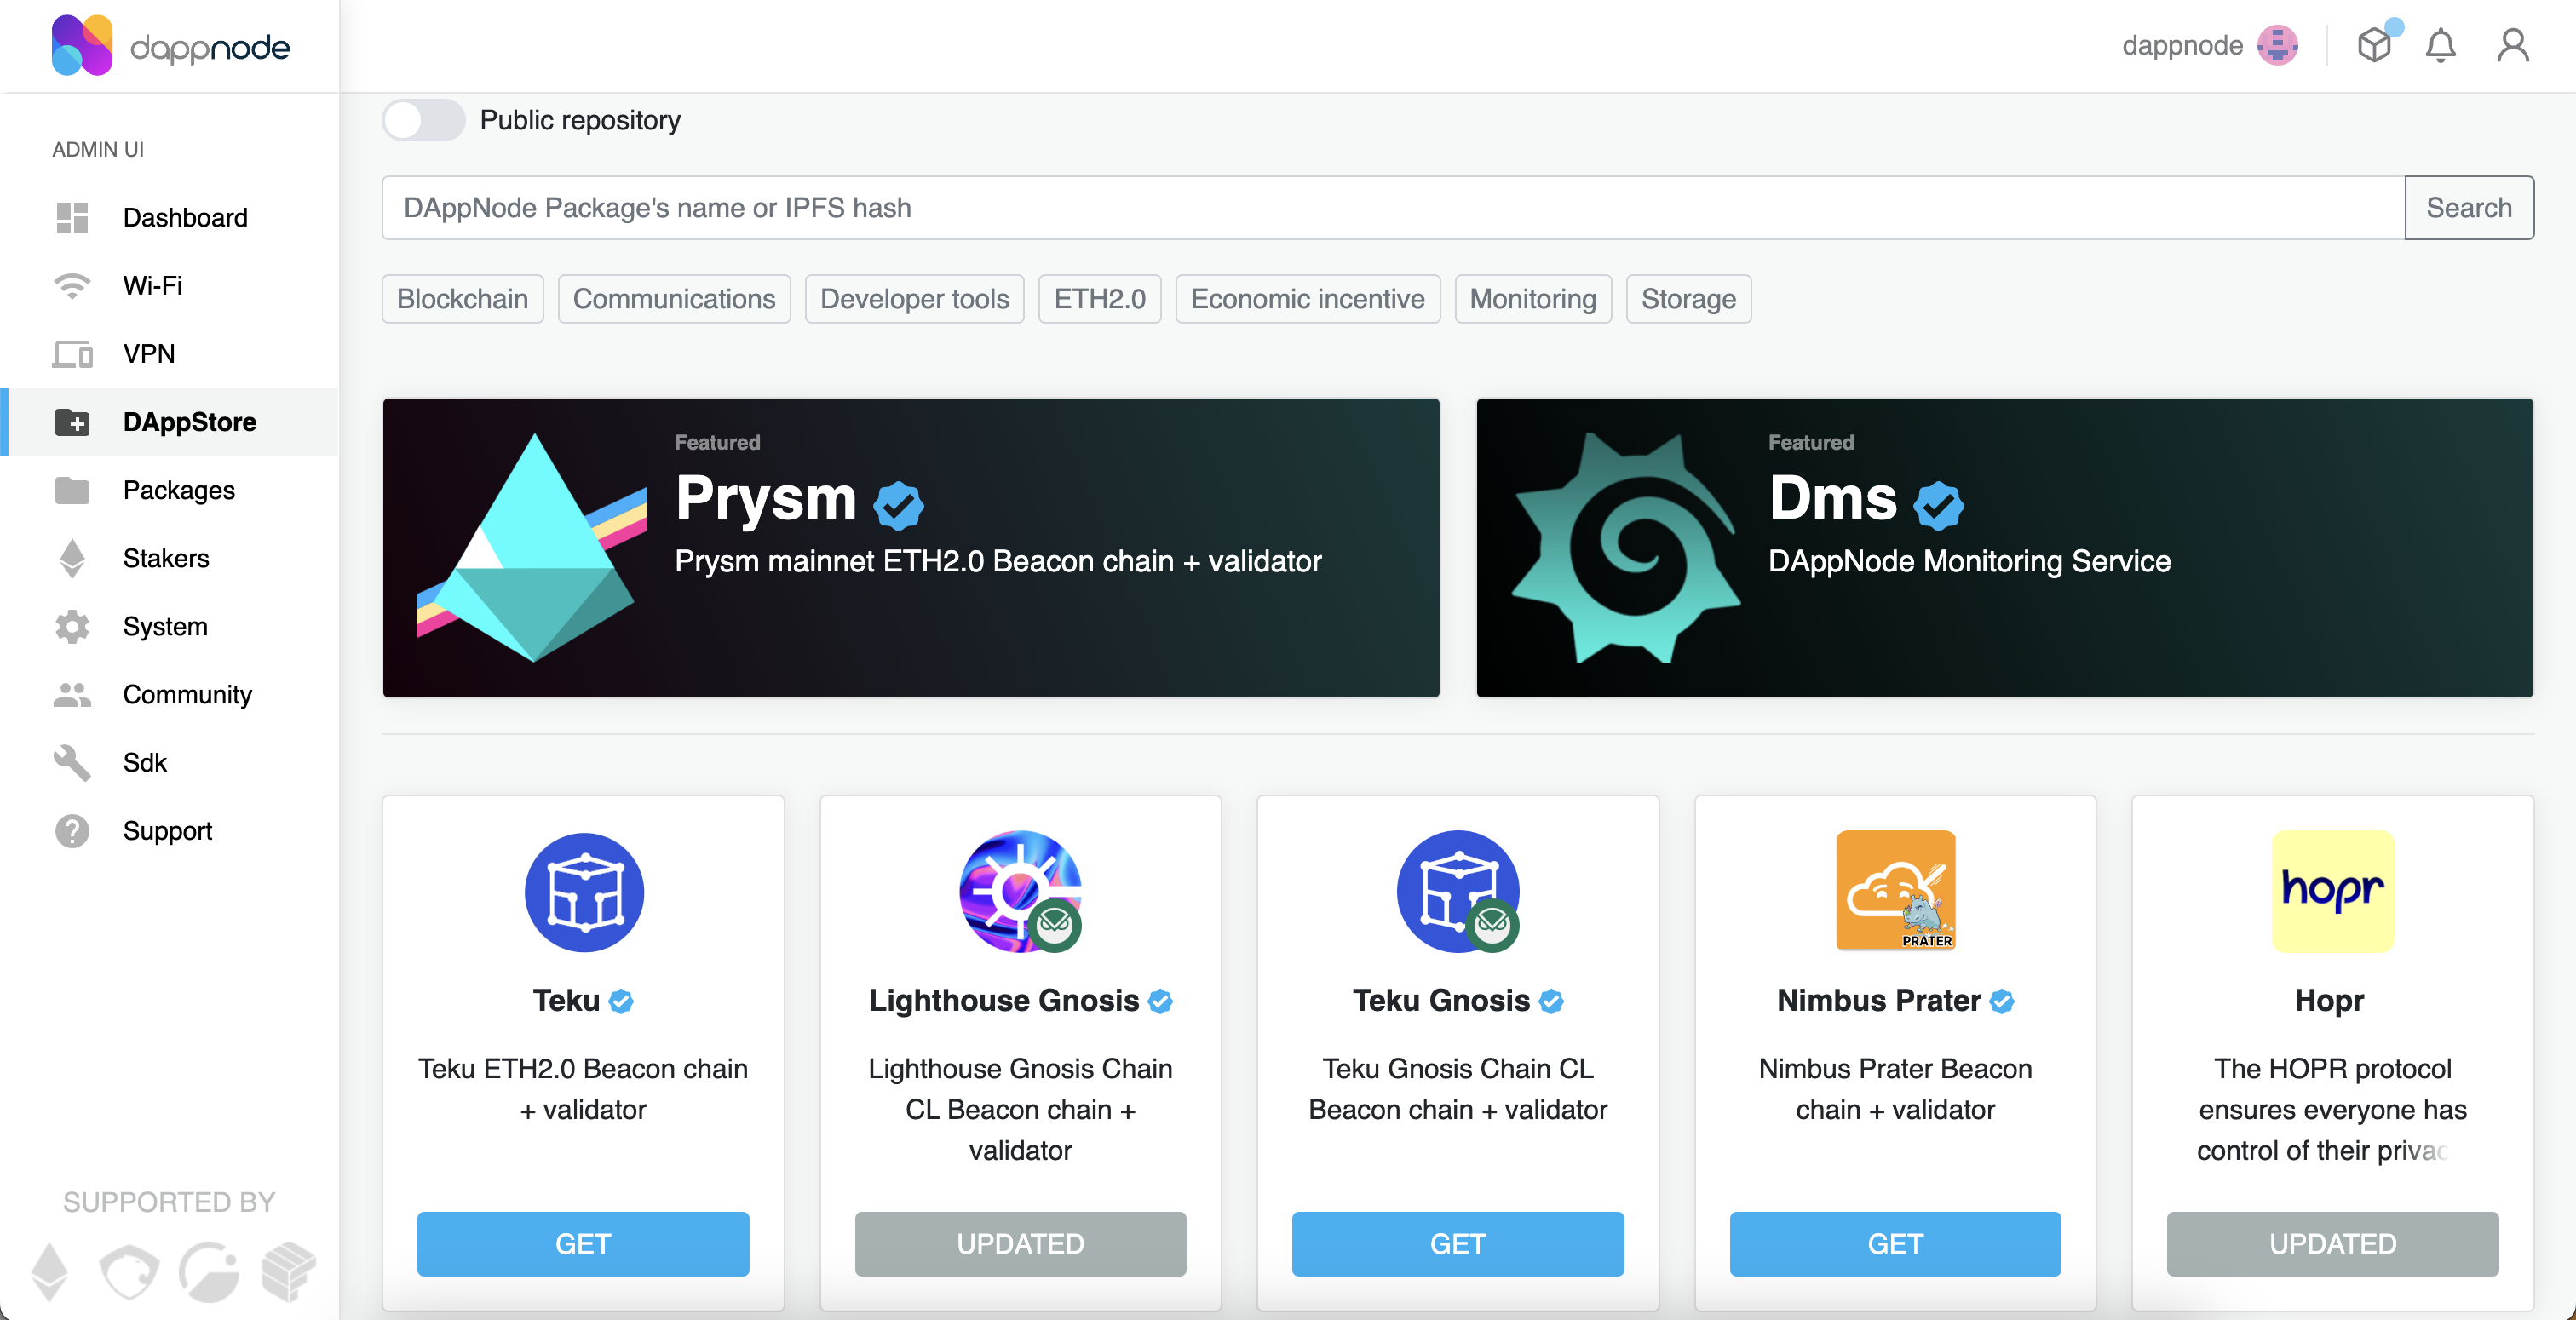 dappnode
dappnode
ADMIN UI
Dashboard
Wi-Fi
VPN
DAppStore
Packages
Stakers
System
Community
Sdk
Support
SUPPORTED BY
Public repository
DAppNode Package's name or IPFS hash
Search
Blockchain
Communications
Developer tools
ETH2.0
Economic incentive
Monitoring
Storage
Featured
Prysm
Prysm mainnet ETH2.0 Beacon chain + validator
Featured
Dms
DAppNode Monitoring Service
Teku
Teku ETH2.0 Beacon chain
+ validator
GET
Lighthouse Gnosis
Lighthouse Gnosis Chain
CL Beacon chain +
validator
UPDATED
Teku Gnosis
Teku Gnosis Chain CL
Beacon chain + validator
GET
PRATER
Nimbus Prater
Nimbus Prater Beacon
chain + validator
GET
hopr
Hopr
The HOPR protocol
ensures everyone has
control of their privac
UPDATED